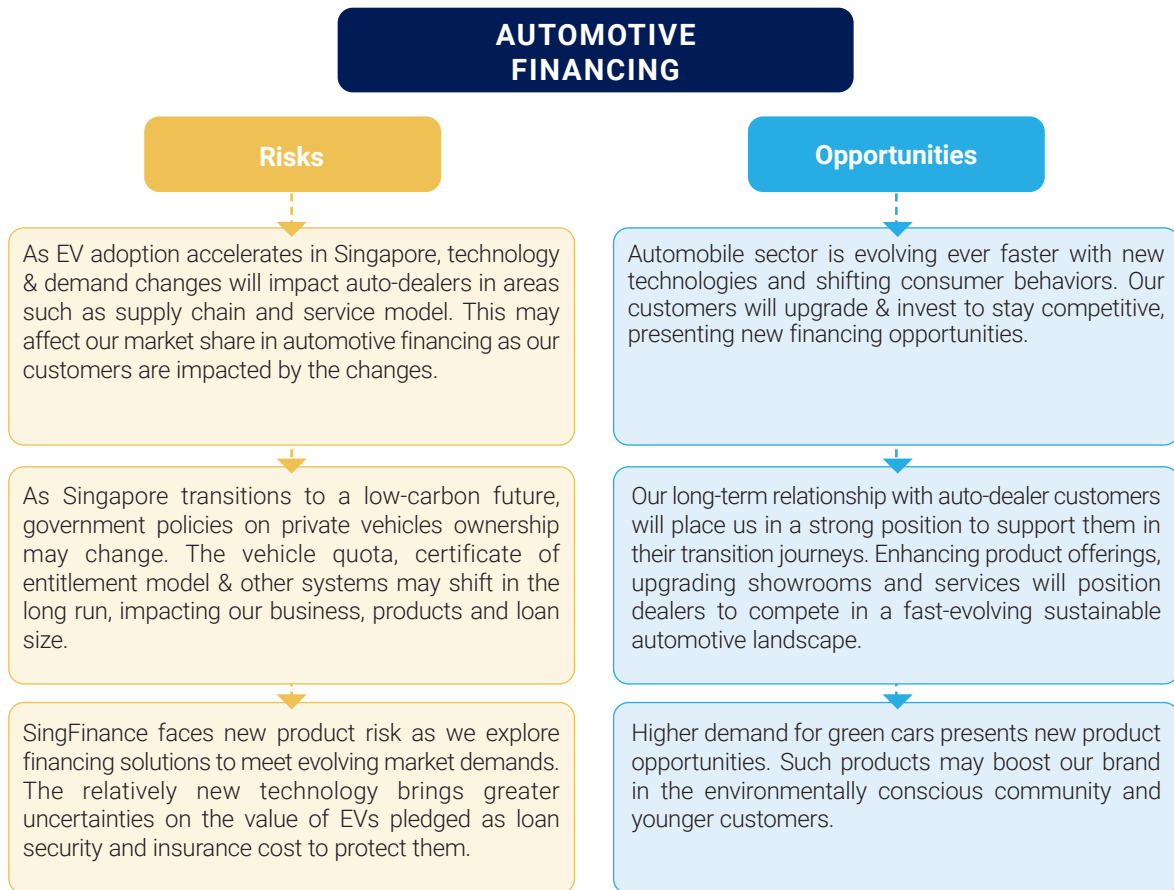 AUTOMOTIVE
FINANCING
Risks
As EV adoption accelerates in Singapore, technology
& demand changes will impact auto-dealers in areas
such as supply chain and service model. This may
affect our market share in automotive financing as our
customers are impacted by the changes.
As Singapore transitions to a low-carbon future,
government policies on private vehicles ownership
may change. The vehicle quota, certificate of
entitlement model & other systems may shift in the
long run, impacting our business, products and loan
size.
SingFinance faces new product risk as we explore
financing solutions to meet evolving market demands.
The relatively new technology brings greater
uncertainties on the value of EVs pledged as loan
security and insurance cost to protect them.
Opportunities
Automobile sector is evolving ever faster with new
technologies and shifting consumer behaviors. Our
customers will upgrade & invest to stay competitive,
presenting new financing opportunities.
Our long-term relationship with auto-dealer customers
will place us in a strong position to support them in
their transition journeys. Enhancing product offerings,
upgrading showrooms and services will position
dealers to compete in a fast-evolving sustainable
automotive landscape.
Higher demand for green cars presents new product
opportunities. Such products may boost our brand
in the environmentally conscious community and
younger customers.